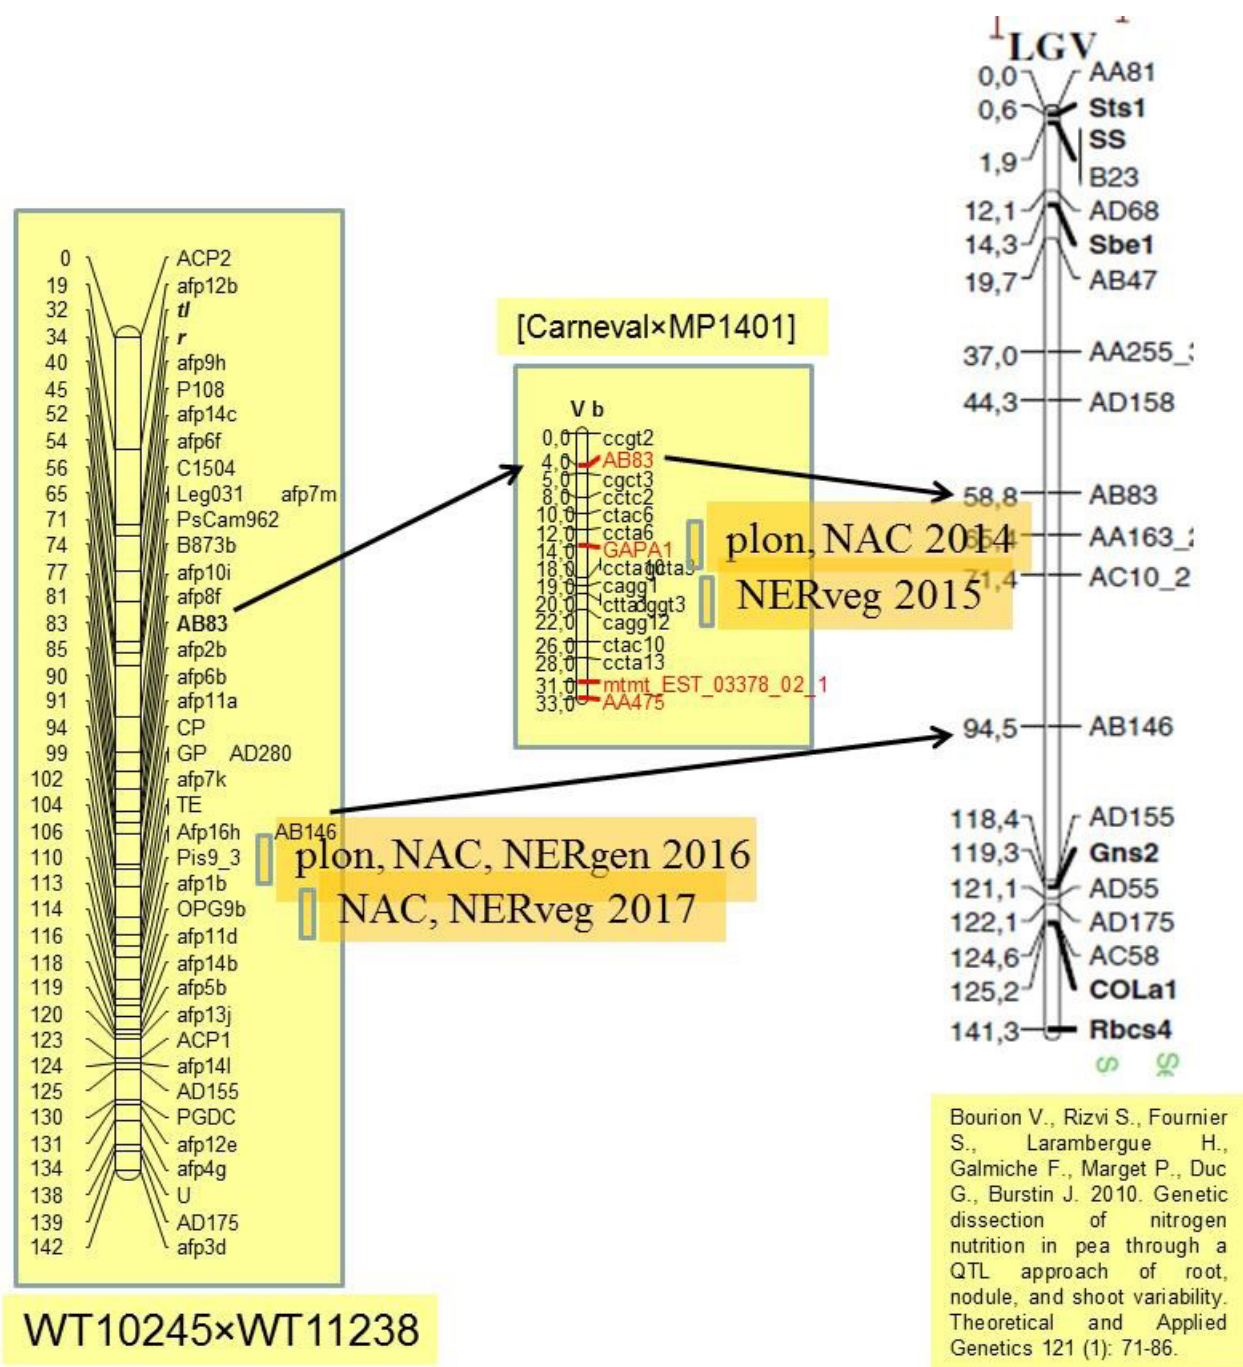 0 ACP2
19 afp12b
32 tl
34 r
40 afp9h
45 P108
52 afp14c
54 afp6f
56 C1504
65 Leg031 afp7m
71 PsCam962
74 B873b
77 afp10i
81 afp8f
83 AB83
85 afp2b
90 afp6b
91 afp11a
94 CP
99 GP AD280
102 afp7k
104 TE
106 Afp16h AB146
110 Pis9_3
113 afp1b
114 OPG9b
116 afp11d
118 afp14b
119 afp5b
120 afp13j
123 ACP1
124 afp14l
125 AD155
130 PGDC
131 afp12e
134 afp4g
138 U
139 AD175
142 afp3d
WT10245×WT11238
plon, NAC, NERgen 2016
NAC, NERveg 2017
[Carneval×MP1401]
V b
0,0 ccgt2
4,0 AB83
5,0 cgct3
8,0 cctc2
10,0 ctac6
12,0 ccta6
14,0 GAPA1
18,0
19,0 cagg1
20,0
22,0 cagg12
26,0 ctac10
28,0 ccta13
31,0 mtmt_EST_03378_02_1
33,0 AA475
plon, NAC 2014
NERveg 2015
LGV
0,0 AA81
0,6 Sts1
SS
1,9 B23
12,1 AD68
14,3 Sbe1
19,7 AB47
37,0 AA255_
44,3 AD158
58,8 AB83
65,4 AA163_
71,4 AC10_2
94,5 AB146
118,4 AD155
119,3 Gns2
121,1 AD55
122,1 AD175
124,6 AC58
125,2 COLa1
141,3 Rbcs4
Bourion V., Rizvi S., Fournier
S., Larambergue H.,
Galmiche F., Marget P., Duc
G., Burstin J. 2010. Genetic
dissection of nitrogen
nutrition in pea through a
QTL approach of root,
nodule, and shoot variability.
Theoretical and Applied
Genetics 121 (1): 71-86.